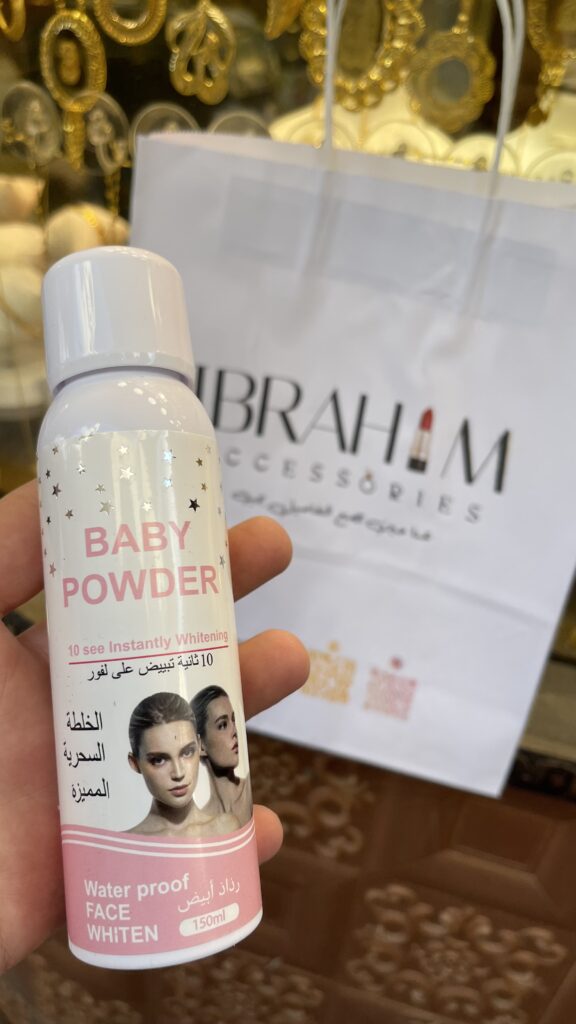 BABY
POWDER
10 see Instantly Whitening
10 ثانية تبييض على لفور
الخلطة
السحرية
المميزة
Water proof
FACE
WHITEN
رذاذ أبيض
150ml
IBRAHIM
ACCESSORIES